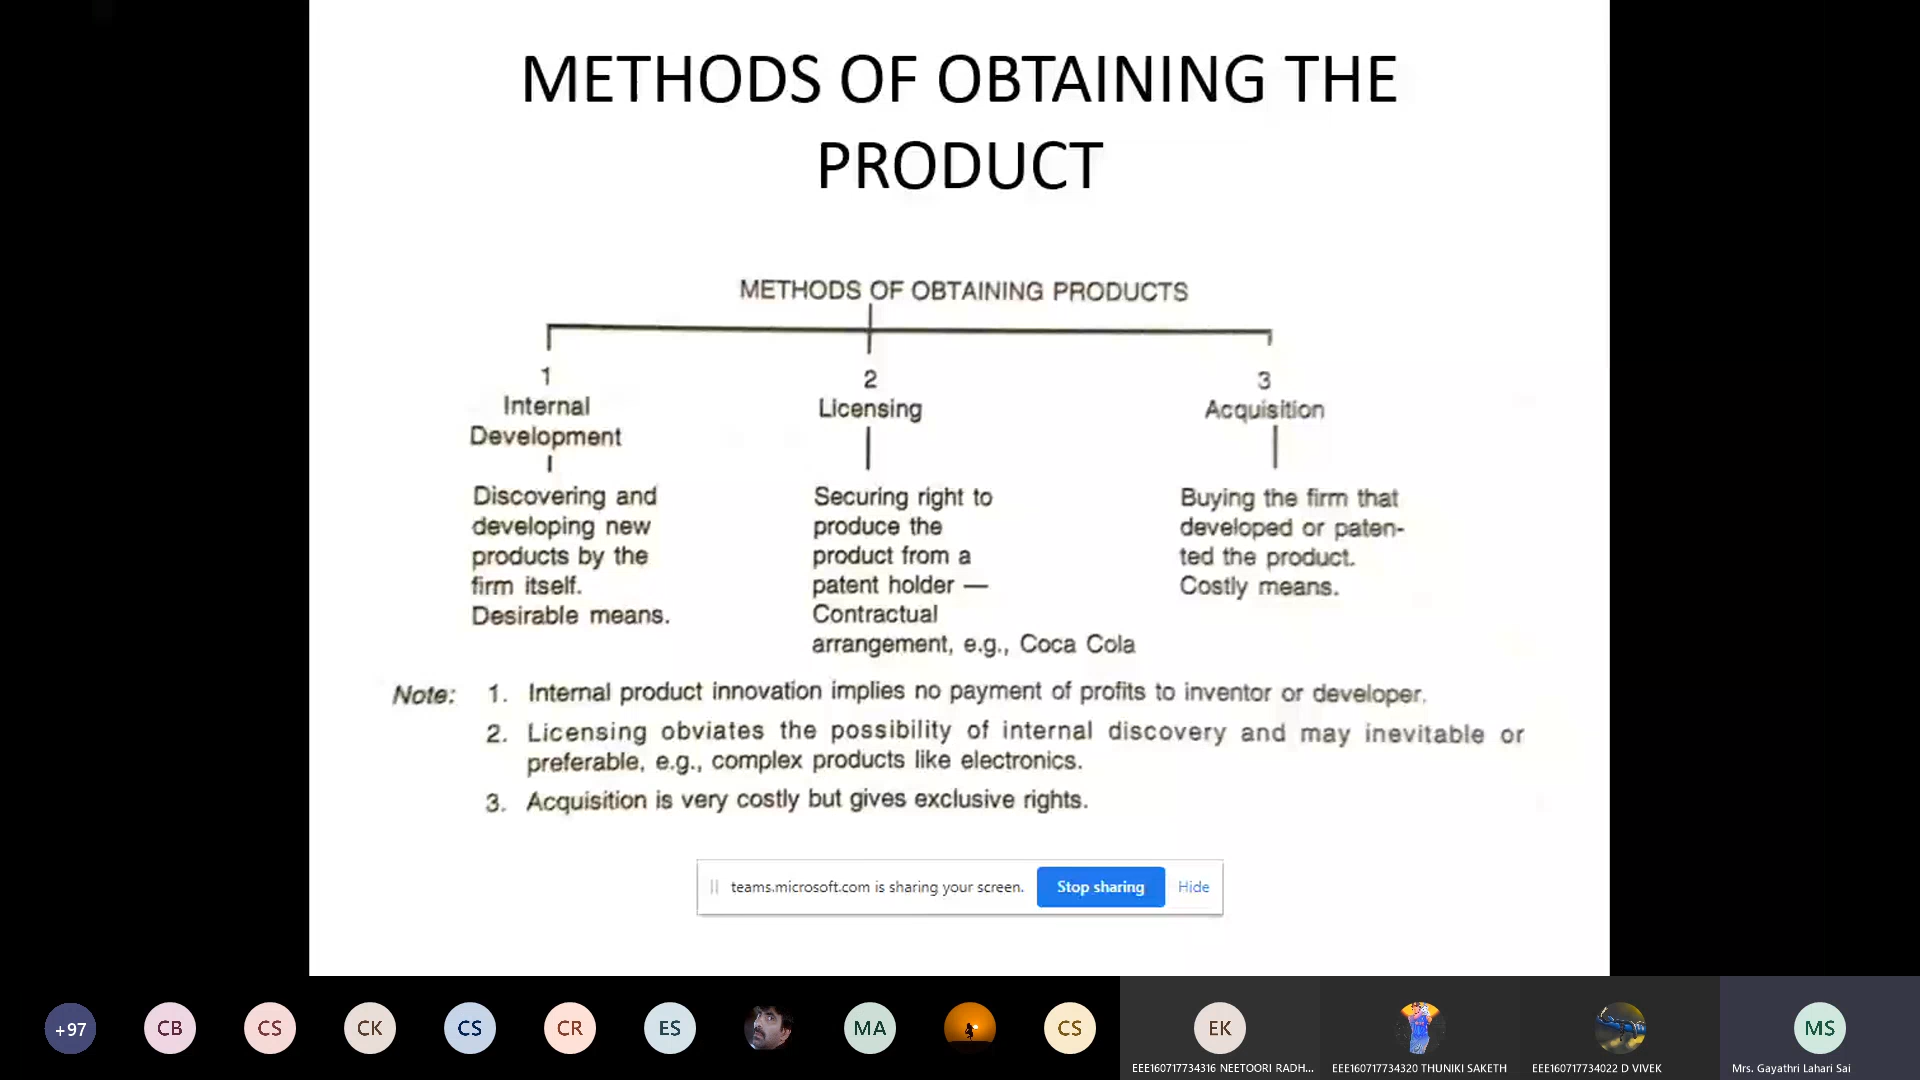 METHODS OF OBTAINING THE
PRODUCT
METHODS OF OBTAINING PRODUCTS
1
Internal
Development
Discovering and
developing new
products by the
firm itself.
Desirable means.
2
Licensing
Securing right to
produce the
product from a
patent holder —
Contractual
arrangement, e.g., Coca Cola
3
Acquisition
Buying the firm that
developed or paten-
ted the product.
Costly means.
Note: 1. Internal product innovation implies no payment of profits to inventor or developer.
2. Licensing obviates the possibility of internal discovery and may inevitable or
preferable, e.g., complex products like electronics.
3. Acquisition is very costly but gives exclusive rights.
teams.microsoft.com is sharing your screen. Stop sharing Hide
+97 CB CS CK CS CR ES MA CS EK MS
EEE160717734316 NEETOORI RADH... EEE160717734320 THUNIKI SAKETH EEE160717734022 D VIVEK Mrs. Gayathri Lahari Sai